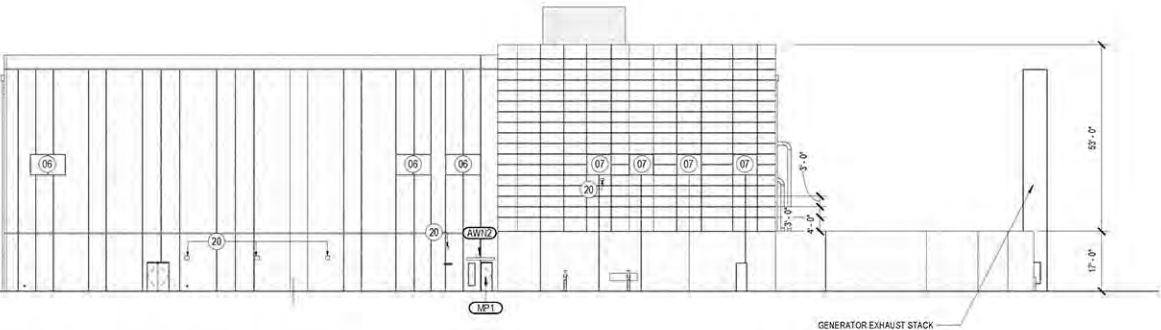 06
06
06
07
07
07
07
20
20
20
AWN2
MP1
3' - 0"
3' - 0"
4' - 0"
53' - 0"
17' - 0"
GENERATOR EXHAUST STACK